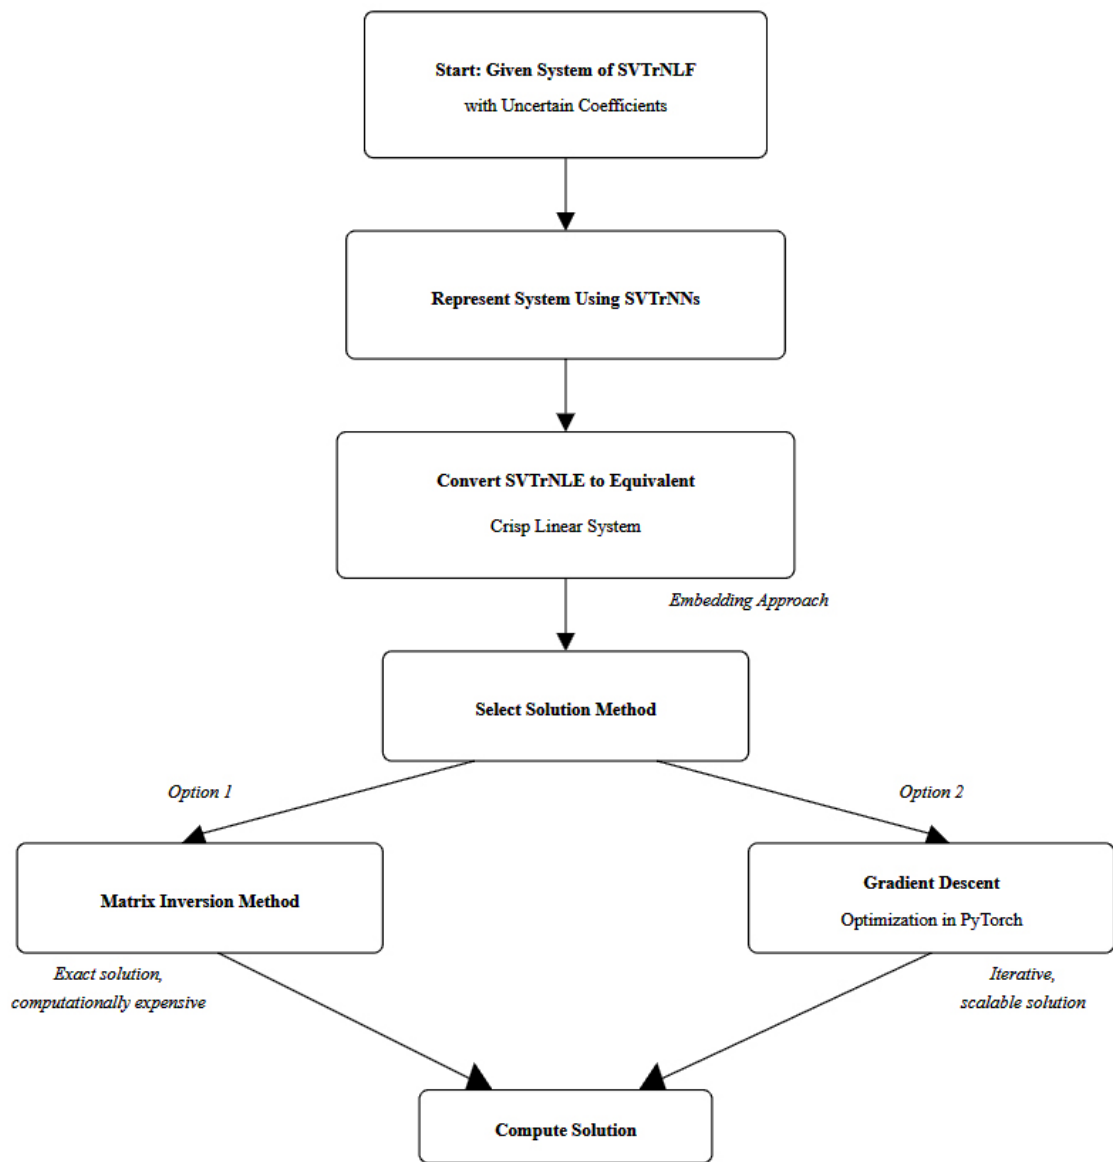 Start: Given System of SVTrNLF
with Uncertain Coefficients
Represent System Using SVTrNNs
Convert SVTrNLE to Equivalent
Crisp Linear System
Embedding Approach
Select Solution Method
Option 1
Option 2
Matrix Inversion Method
Gradient Descent
Optimization in PyTorch
Exact solution,
computationally expensive
Iterative,
scalable solution
Compute Solution